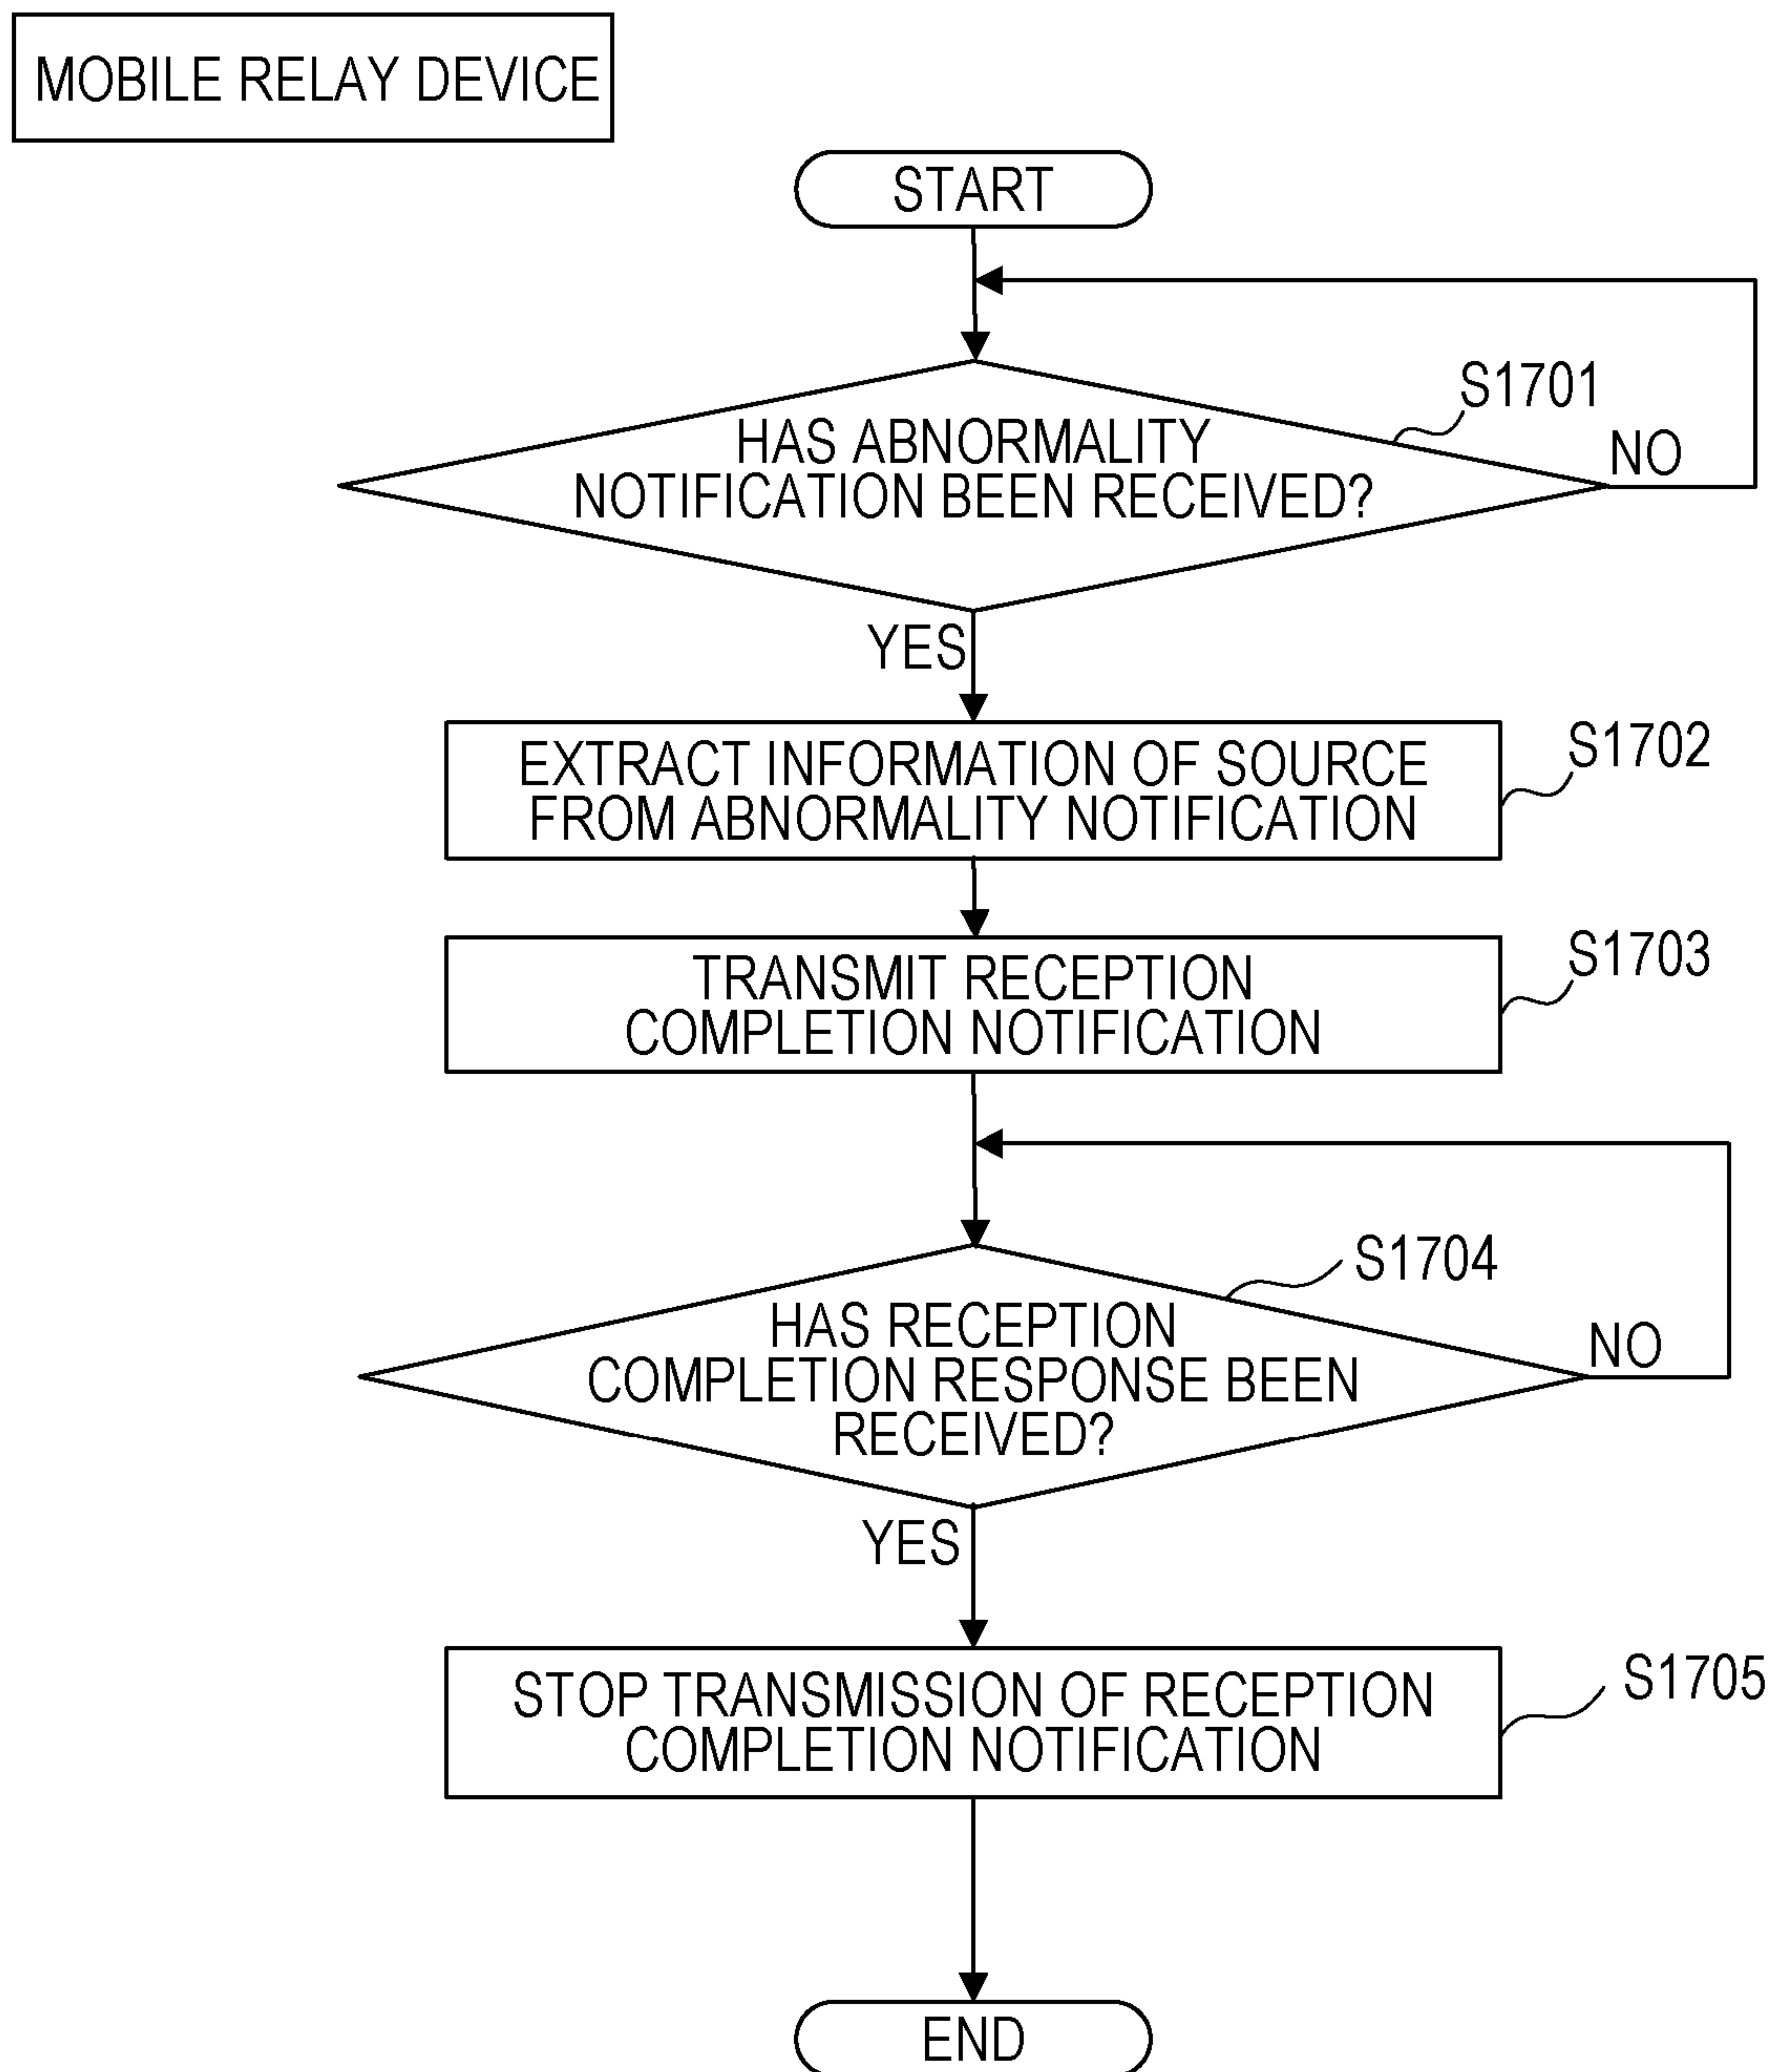 MOBILE RELAY DEVICE
START
S1701
HAS ABNORMALITY
NOTIFICATION BEEN RECEIVED?
NO
YES
S1702
EXTRACT INFORMATION OF SOURCE
FROM ABNORMALITY NOTIFICATION
S1703
TRANSMIT RECEPTION
COMPLETION NOTIFICATION
S1704
HAS RECEPTION
COMPLETION RESPONSE BEEN
RECEIVED?
NO
YES
S1705
STOP TRANSMISSION OF RECEPTION
COMPLETION NOTIFICATION
END